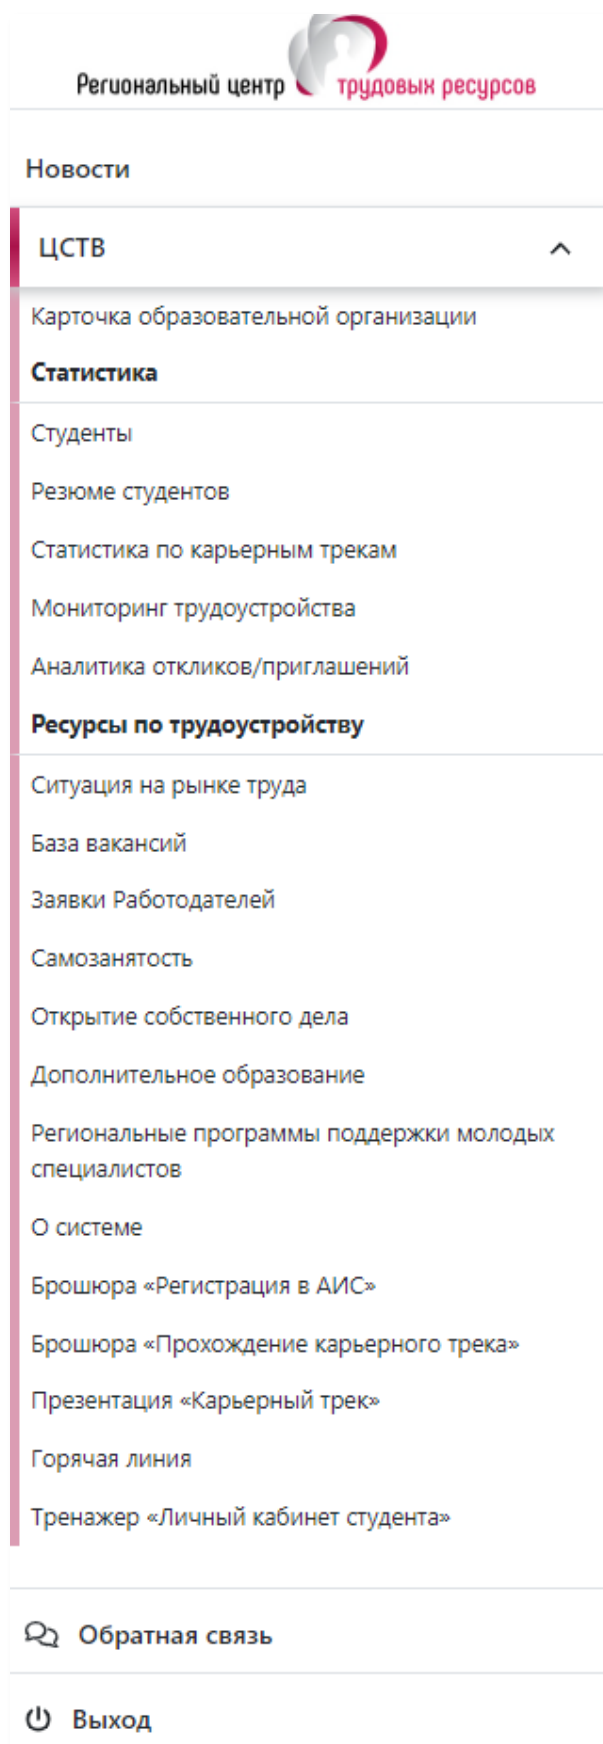 Региональный центр трудовых ресурсов
Новости
ЦСТВ
Карточка образовательной организации
Статистика
Студенты
Резюме студентов
Статистика по карьерным трекам
Мониторинг трудоустройства
Аналитика откликов/приглашений
Ресурсы по трудоустройству
Ситуация на рынке труда
База вакансий
Заявки Работодателей
Самозанятость
Открытие собственного дела
Дополнительное образование
Региональные программы поддержки молодых
специалистов
О системе
Брошюра «Регистрация в АИС»
Брошюра «Прохождение карьерного трека»
Презентация «Карьерный трек»
Горячая линия
Тренажер «Личный кабинет студента»
Обратная связь
Выход